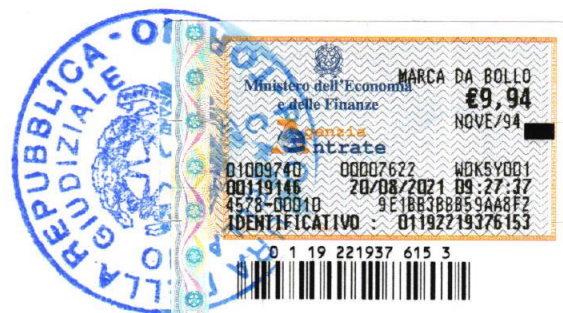 Ministero dell'Economia
e delle Finanze
MARCA DA BOLLO
€9,94
NOVE/94
genzia
ntrate
01009740 00007622 WDK5Y001
00119146 20/08/2021 09:27:37
4578-00010 9E1BB3BBB59AA8F2
IDENTIFICATIVO : 01192219376153
0 1 19 221937 615 3
REPUBBLICA
GIUDIZIALE